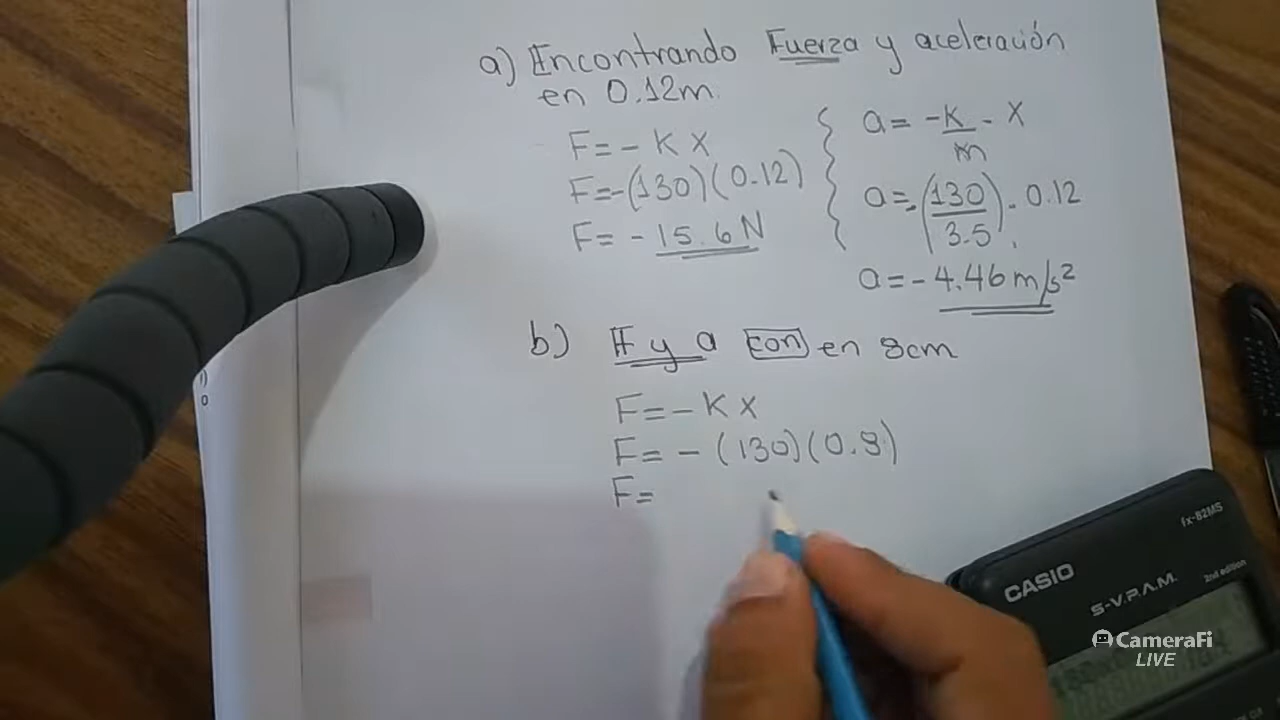 a) Encontrando Fuerza y aceleración
en 0.12m
F = - K X
F = -(130)(0.12)
F = - 15.6N
a = -K/m - X
a = -(130/3.5) . 0.12
a = - 4.46 m/s²
b) F y a con en 8cm
F = - K X
F = - (130)(0.8)
F =
CASIO
fx-82MS
S-V.P.A.M.
2nd edition
CameraFi
LIVE